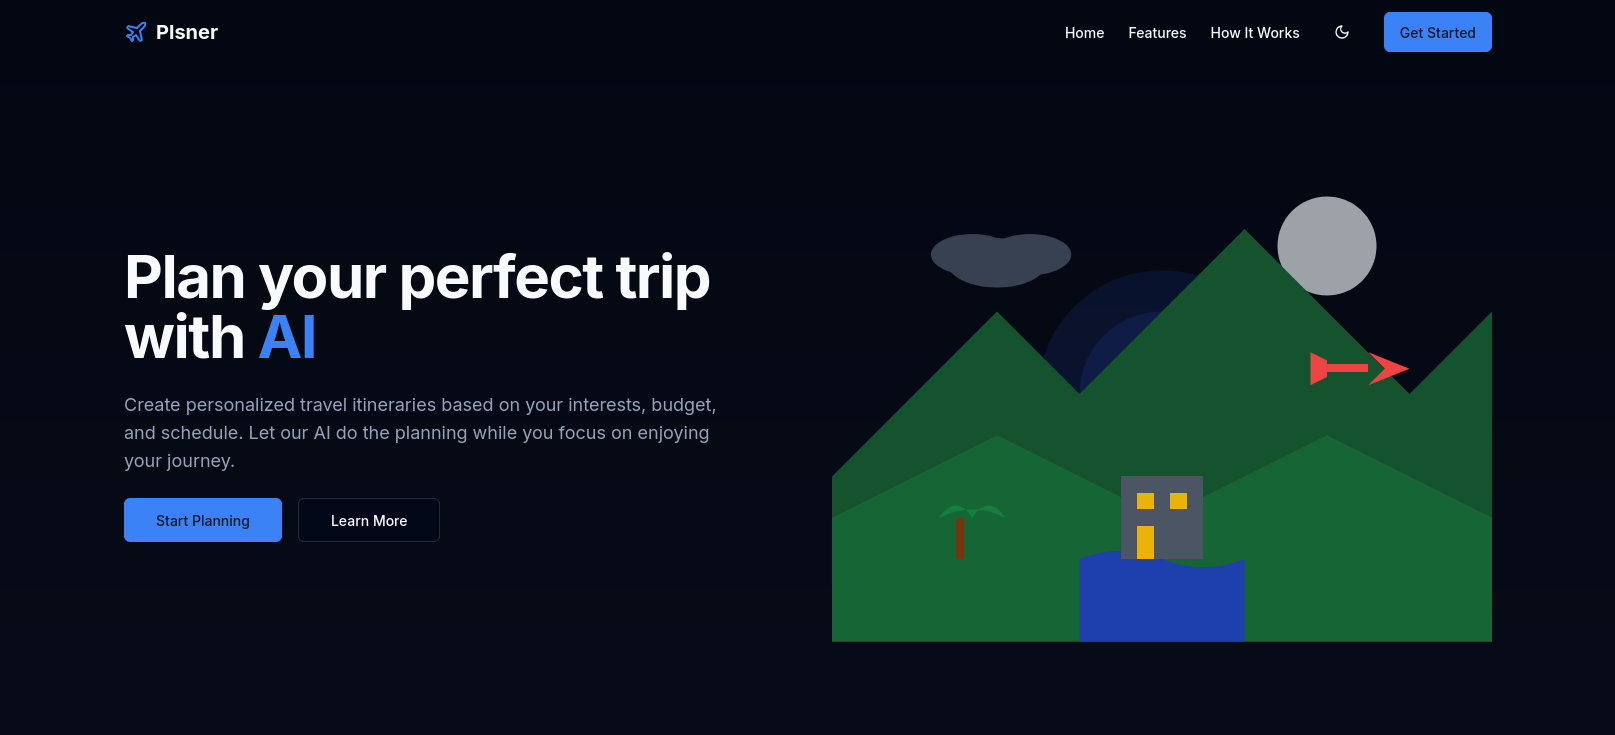 Plsner
Home
Features
How It Works
Get Started
Plan your perfect trip
with AI
Create personalized travel itineraries based on your interests, budget,
and schedule. Let our AI do the planning while you focus on enjoying
your journey.
Start Planning
Learn More